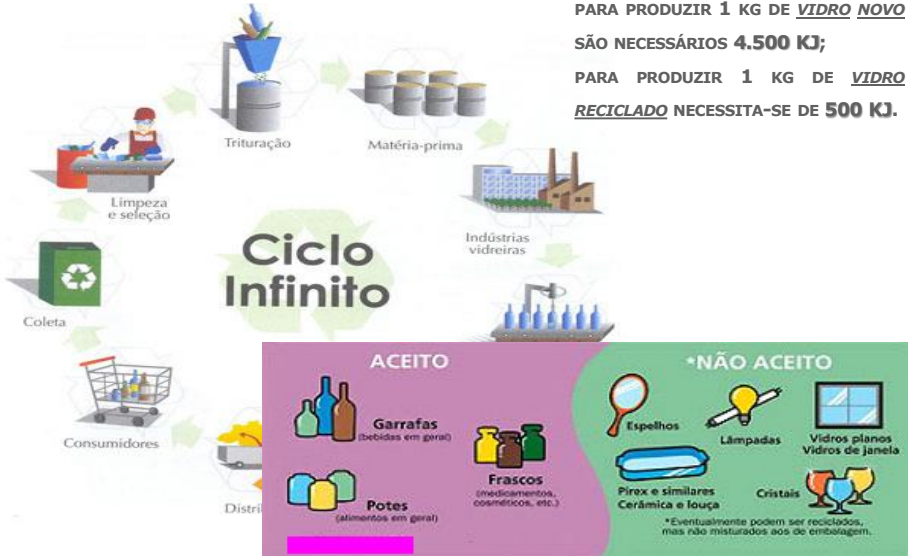 PARA PRODUZIR 1 KG DE VIDRO NOVO
SÃO NECESSÁRIOS 4.500 KJ;
PARA PRODUZIR 1 KG DE VIDRO
RECICLADO NECESSITA-SE DE 500 KJ.
Trituração
Matéria-prima
Limpeza
e seleção
Indústrias
vidreiras
Ciclo
Infinito
Coleta
Consumidores
ACEITO
Garrafas
(bebidas em geral)
Frascos
(medicamentos,
cosméticos, etc.)
Potes
(alimentos em geral)
*NÃO ACEITO
Espelhos
Lâmpadas
Vidros planos
Vidros de janela
Pirex e similares
Cerâmica e louça
Cristais
*Eventualmente podem ser reciclados,
mas não misturados aos de embalagem.